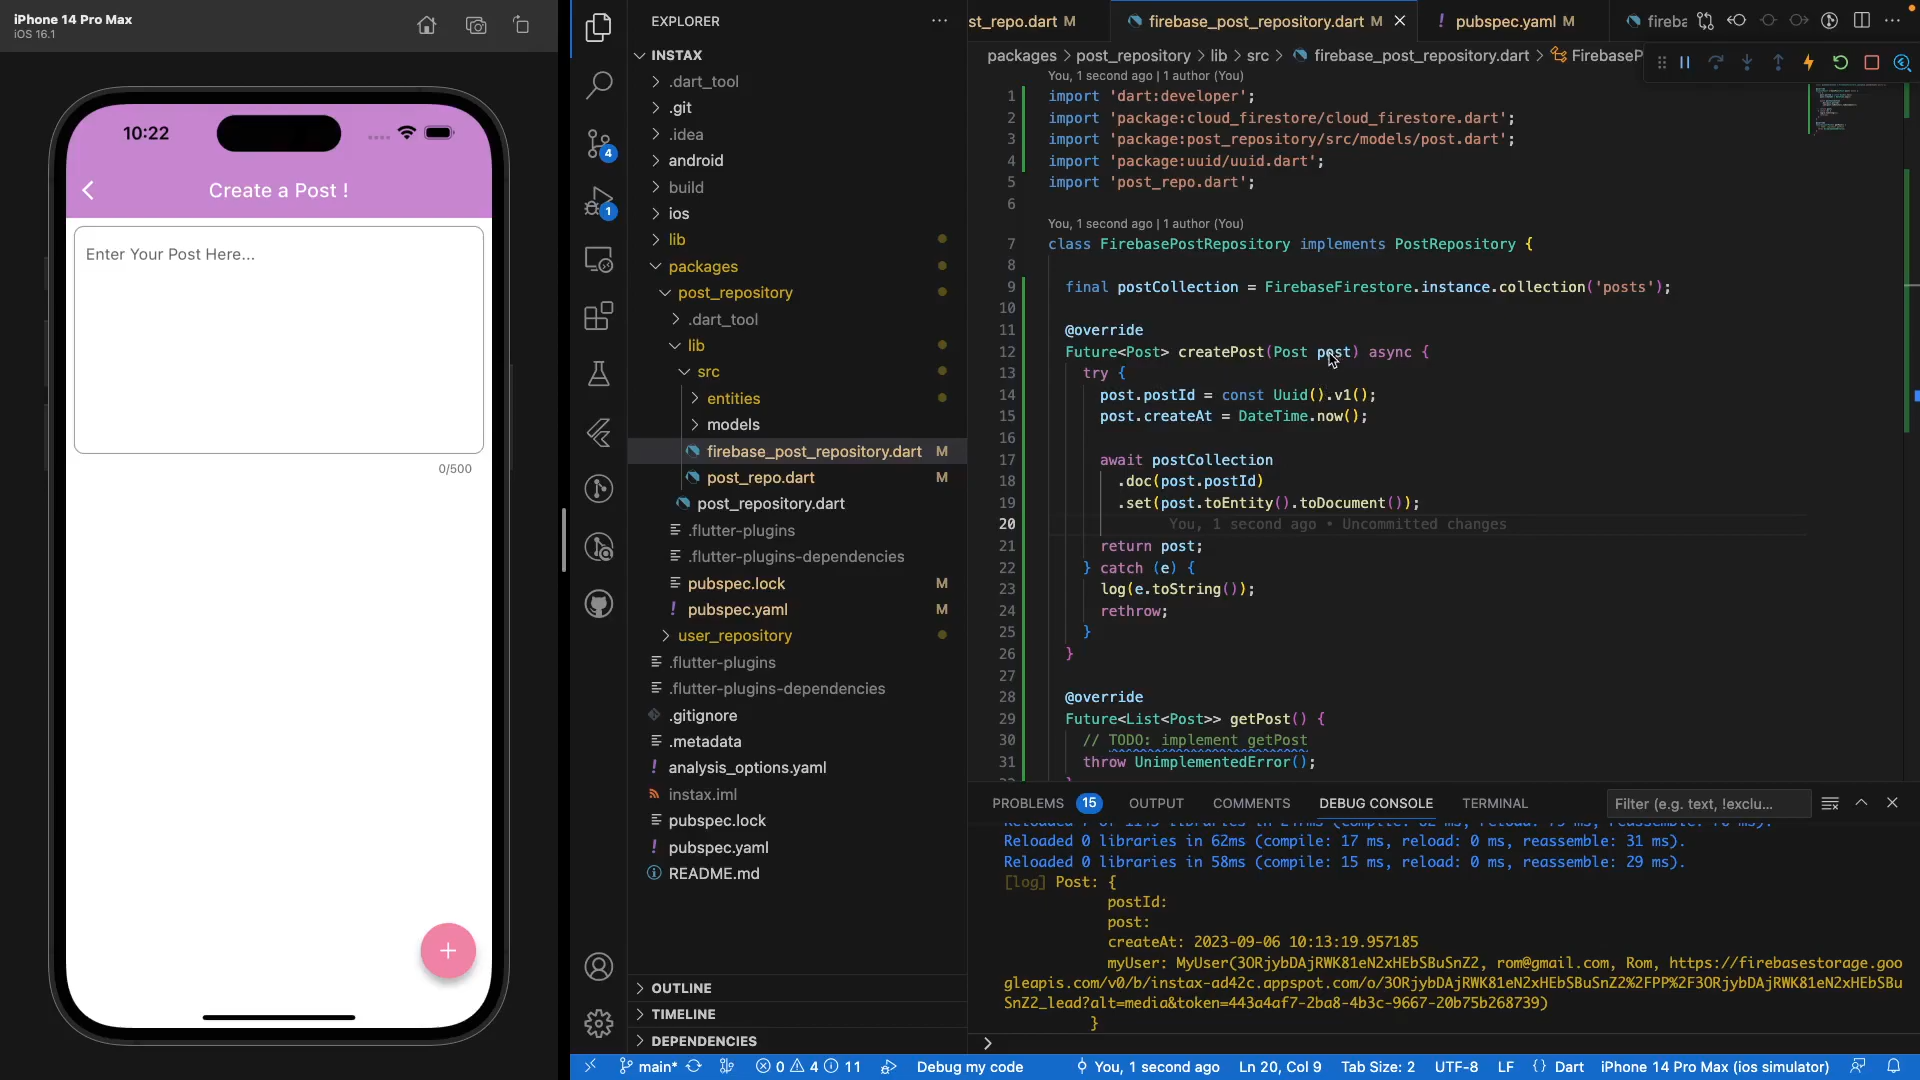 iPhone 14 Pro Max
iOS 16.1
10:22
Create a Post !
Enter Your Post Here...
0/500
EXPLORER
INSTAX
.dart_tool
.git
.idea
android
build
ios
lib
packages
post_repository
.dart_tool
lib
src
entities
models
firebase_post_repository.dart M
post_repo.dart M
post_repository.dart
.flutter-plugins
.flutter-plugins-dependencies
pubspec.lock M
pubspec.yaml M
user_repository
.flutter-plugins
.flutter-plugins-dependencies
.gitignore
.metadata
analysis_options.yaml
instax.iml
pubspec.lock
pubspec.yaml
README.md
OUTLINE
TIMELINE
DEPENDENCIES
4
1
st_repo.dart M firebase_post_repository.dart M pubspec.yaml M fireba
packages > post_repository > lib > src > firebase_post_repository.dart > FirebaseP
You, 1 second ago | 1 author (You)
1 import 'dart:developer';
2 import 'package:cloud_firestore/cloud_firestore.dart';
3 import 'package:post_repository/src/models/post.dart';
4 import 'package:uuid/uuid.dart';
5 import 'post_repo.dart';
6
You, 1 second ago | 1 author (You)
7 class FirebasePostRepository implements PostRepository {
8
9 final postCollection = FirebaseFirestore.instance.collection('posts');
10
11 @override
12 Future<Post> createPost(Post post) async {
13 try {
14 post.postId = const Uuid().v1();
15 post.createAt = DateTime.now();
16
17 await postCollection
18 .doc(post.postId)
19 .set(post.toEntity().toDocument());
20 You, 1 second ago • Uncommitted changes
21 return post;
22 } catch (e) {
23 log(e.toString());
24 rethrow;
25 }
26 }
27
28 @override
29 Future<List<Post>> getPost() {
30 // TODO: implement getPost
31 throw UnimplementedError();
PROBLEMS 15 OUTPUT COMMENTS DEBUG CONSOLE TERMINAL Filter (e.g. text, !exclu...
Reloaded 0 libraries in 62ms (compile: 17 ms, reload: 0 ms, reassemble: 31 ms).
Reloaded 0 libraries in 58ms (compile: 15 ms, reload: 0 ms, reassemble: 29 ms).
[log] Post: {
postId:
post:
createAt: 2023-09-06 10:13:19.957185
myUser: MyUser(3ORjybDAjRWK81eN2xHEbSBuSnZ2, rom@gmail.com, Rom, https://firebasestorage.goo
gleapis.com/v0/b/instax-ad42c.appspot.com/o/3ORjybDAjRWK81eN2xHEbSBuSnZ2%2FPP%2F3ORjybDAjRWK81eN2xHEbSBu
SnZ2_lead?alt=media&token=443a4af7-2ba8-4b3c-9667-20b75b268739)
}
main* 0 4 11 Debug my code You, 1 second ago Ln 20, Col 9 Tab Size: 2 UTF-8 LF {} Dart iPhone 14 Pro Max (ios simulator)